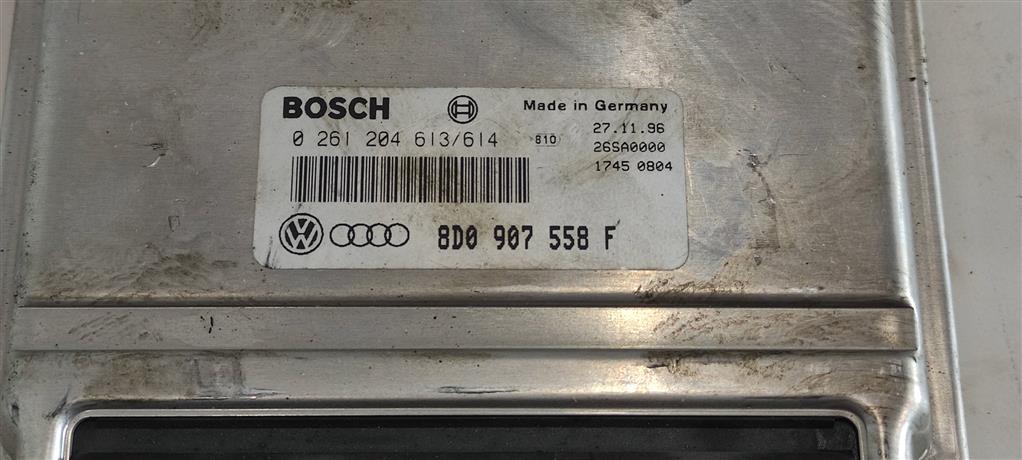 BOSCH
Made in Germany
0 261 204 613/614
810
27.11.96
26SA0000
1745 0804
VW
8D0 907 558 F